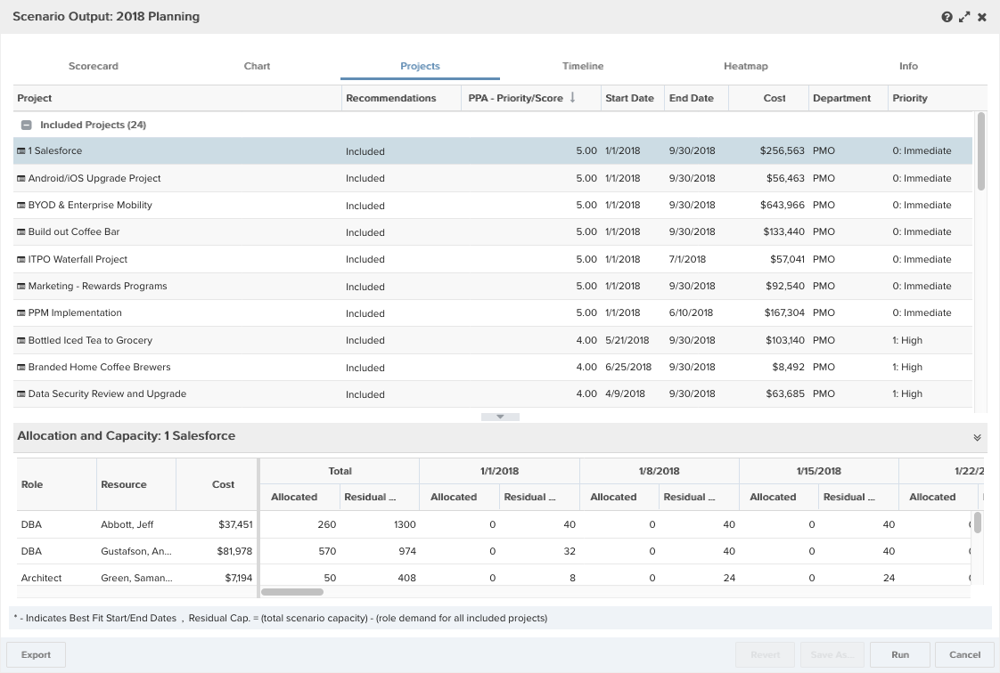 Scenario Output: 2018 Planning
Scorecard Chart Projects Timeline Heatmap Info
Project Recommendations PPA - Priority/Score ↓ Start Date End Date Cost Department Priority
Included Projects (24)
1 Salesforce Included 5.00 1/1/2018 9/30/2018 $256,563 PMO 0: Immediate
Android/iOS Upgrade Project Included 5.00 1/1/2018 9/30/2018 $56,463 PMO 0: Immediate
BYOD & Enterprise Mobility Included 5.00 1/1/2018 9/30/2018 $643,966 PMO 0: Immediate
Build out Coffee Bar Included 5.00 1/1/2018 9/30/2018 $133,440 PMO 0: Immediate
ITPO Waterfall Project Included 5.00 1/1/2018 7/1/2018 $57,041 PMO 0: Immediate
Marketing - Rewards Programs Included 5.00 1/1/2018 9/30/2018 $92,540 PMO 0: Immediate
PPM Implementation Included 5.00 1/1/2018 6/10/2018 $167,304 PMO 0: Immediate
Bottled Iced Tea to Grocery Included 4.00 5/21/2018 9/30/2018 $103,140 PMO 1: High
Branded Home Coffee Brewers Included 4.00 6/25/2018 9/30/2018 $8,492 PMO 1: High
Data Security Review and Upgrade Included 4.00 4/9/2018 9/30/2018 $63,685 PMO 1: High
Allocation and Capacity: 1 Salesforce
Role Resource Cost Total 1/1/2018 1/8/2018 1/15/2018 1/22/2
Allocated Residual ... Allocated Residual ... Allocated Residual ... Allocated Residual ... Allocated
DBA Abbott, Jeff $37,451 260 1300 0 40 0 40 0 40
DBA Gustafson, An... $81,978 570 974 0 32 0 40 0 40
Architect Green, Saman... $7,194 50 408 0 8 0 24 0 24
* - Indicates Best Fit Start/End Dates , Residual Cap. = (total scenario capacity) - (role demand for all included projects)
Export Revert Save As... Run Cancel